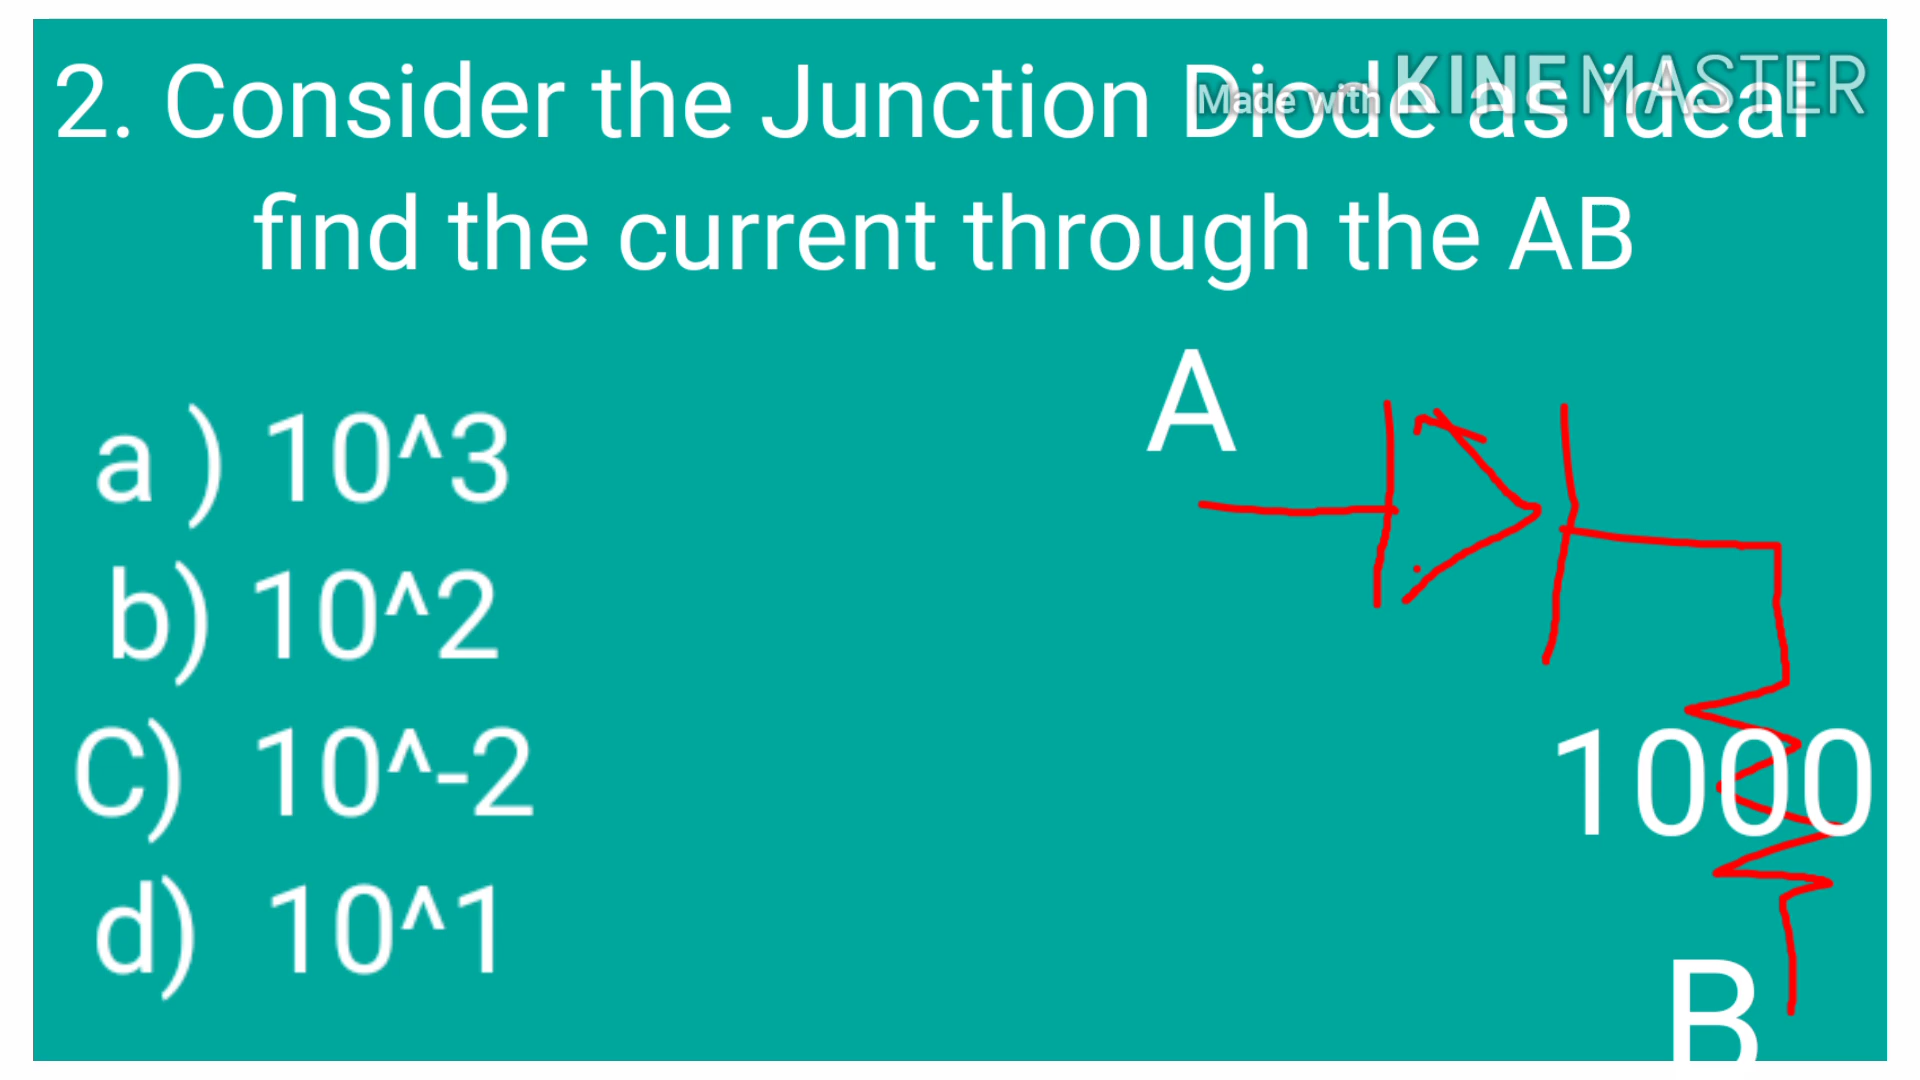 2. Consider the Junction Diode as ideal
Made with KINEMASTER
find the current through the AB
A
a ) 10^3
b) 10^2
1000
C) 10^-2
d) 10^1
B